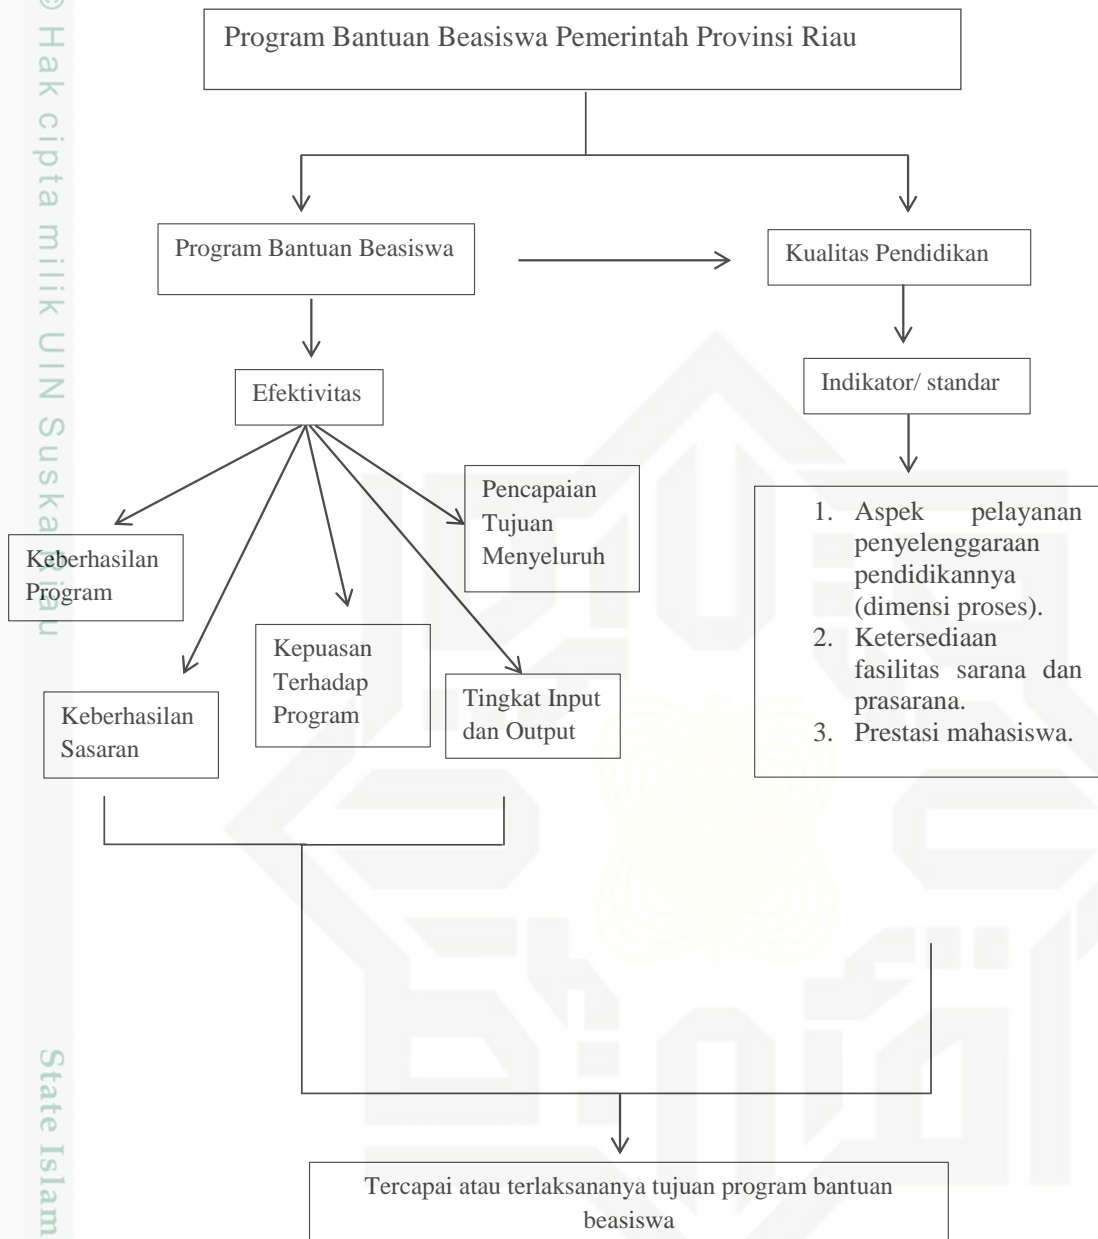 Program Bantuan Beasiswa Pemerintah Provinsi Riau
Program Bantuan Beasiswa
Kualitas Pendidikan
Efektivitas
Indikator/ standar
Pencapaian
Tujuan
Menyeluruh
Keberhasilan
Program
Kepuasan
Terhadap
Program
Keberhasilan
Sasaran
Tingkat Input
dan Output
1. Aspek pelayanan
penyelenggaraan
pendidikannya
(dimensi proses).
2. Ketersediaan
fasilitas sarana dan
prasarana.
3. Prestasi mahasiswa.
Tercapai atau terlaksananya tujuan program bantuan
beasiswa
© Hak cipta milik UIN Suska Riau
State Islam